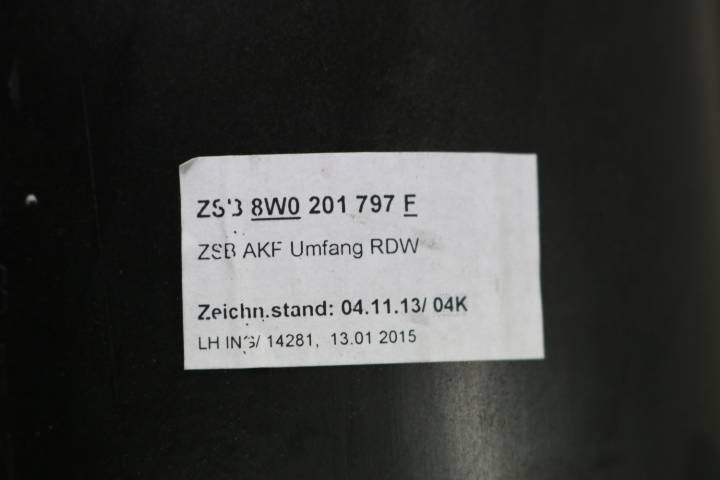 ZSB 8W0 201 797 F
ZSB AKF Umfang RDW
Zeichn.stand: 04.11.13/ 04K
LH 14281, 13.01 2015